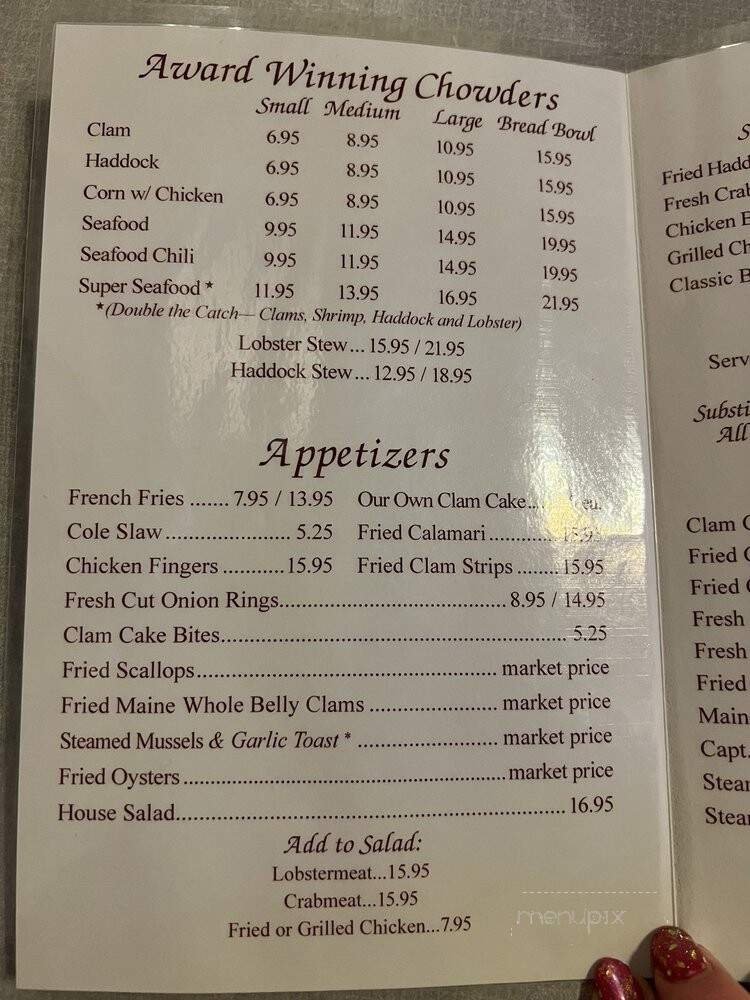 Award Winning Chowders
Small Medium Large Bread Bowl
Clam 6.95 8.95 10.95 15.95
Haddock 6.95 8.95 10.95 15.95
Corn w/ Chicken 6.95 8.95 10.95 15.95
Seafood 9.95 11.95 14.95 19.95
Seafood Chili 9.95 11.95 14.95 19.95
Super Seafood * 11.95 13.95 16.95 21.95
*(Double the Catch— Clams, Shrimp, Haddock and Lobster)
Lobster Stew... 15.95 / 21.95
Haddock Stew... 12.95 / 18.95
Appetizers
French Fries ....... 7.95 / 13.95 Our Own Clam Cake...
Cole Slaw ...................... 5.25 Fried Calamari ............ 15.95
Chicken Fingers ........... 15.95 Fried Clam Strips ........ 15.95
Fresh Cut Onion Rings.......................................... 8.95 / 14.95
Clam Cake Bites................................................................ 5.25
Fried Scallops....................................................... market price
Fried Maine Whole Belly Clams ....................... market price
Steamed Mussels & Garlic Toast * ......................... market price
Fried Oysters.......................................................... market price
House Salad..................................................................... 16.95
Add to Salad:
Lobstermeat...15.95
Crabmeat...15.95
Fried or Grilled Chicken...7.95
S
Fried Hadd
Fresh Crab
Chicken
Grilled Ch
Classic B
Serv
Substi
All
Clam C
Fried
Fried
Fresh
Fresh
Fried
Main
Capt.
Stear
Stear
menupix